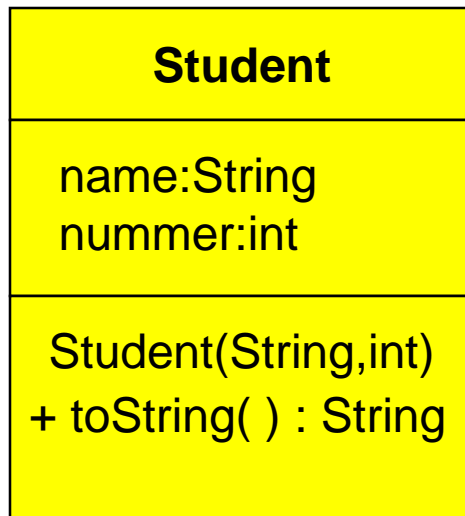 Student
name:String
nummer:int
Student(String,int)
+ toString( ) : String